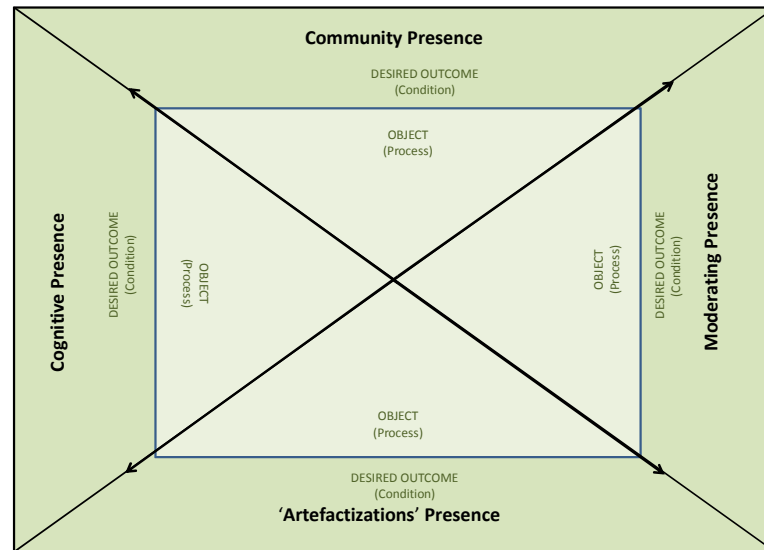 Community Presence
DESIRED OUTCOME
(Condition)
OBJECT
(Process)
Cognitive Presence
DESIRED OUTCOME
(Condition)
OBJECT
(Process)
OBJECT
(Process)
DESIRED OUTCOME
(Condition)
Moderating Presence
OBJECT
(Process)
DESIRED OUTCOME
(Condition)
‘Artefactizations’ Presence